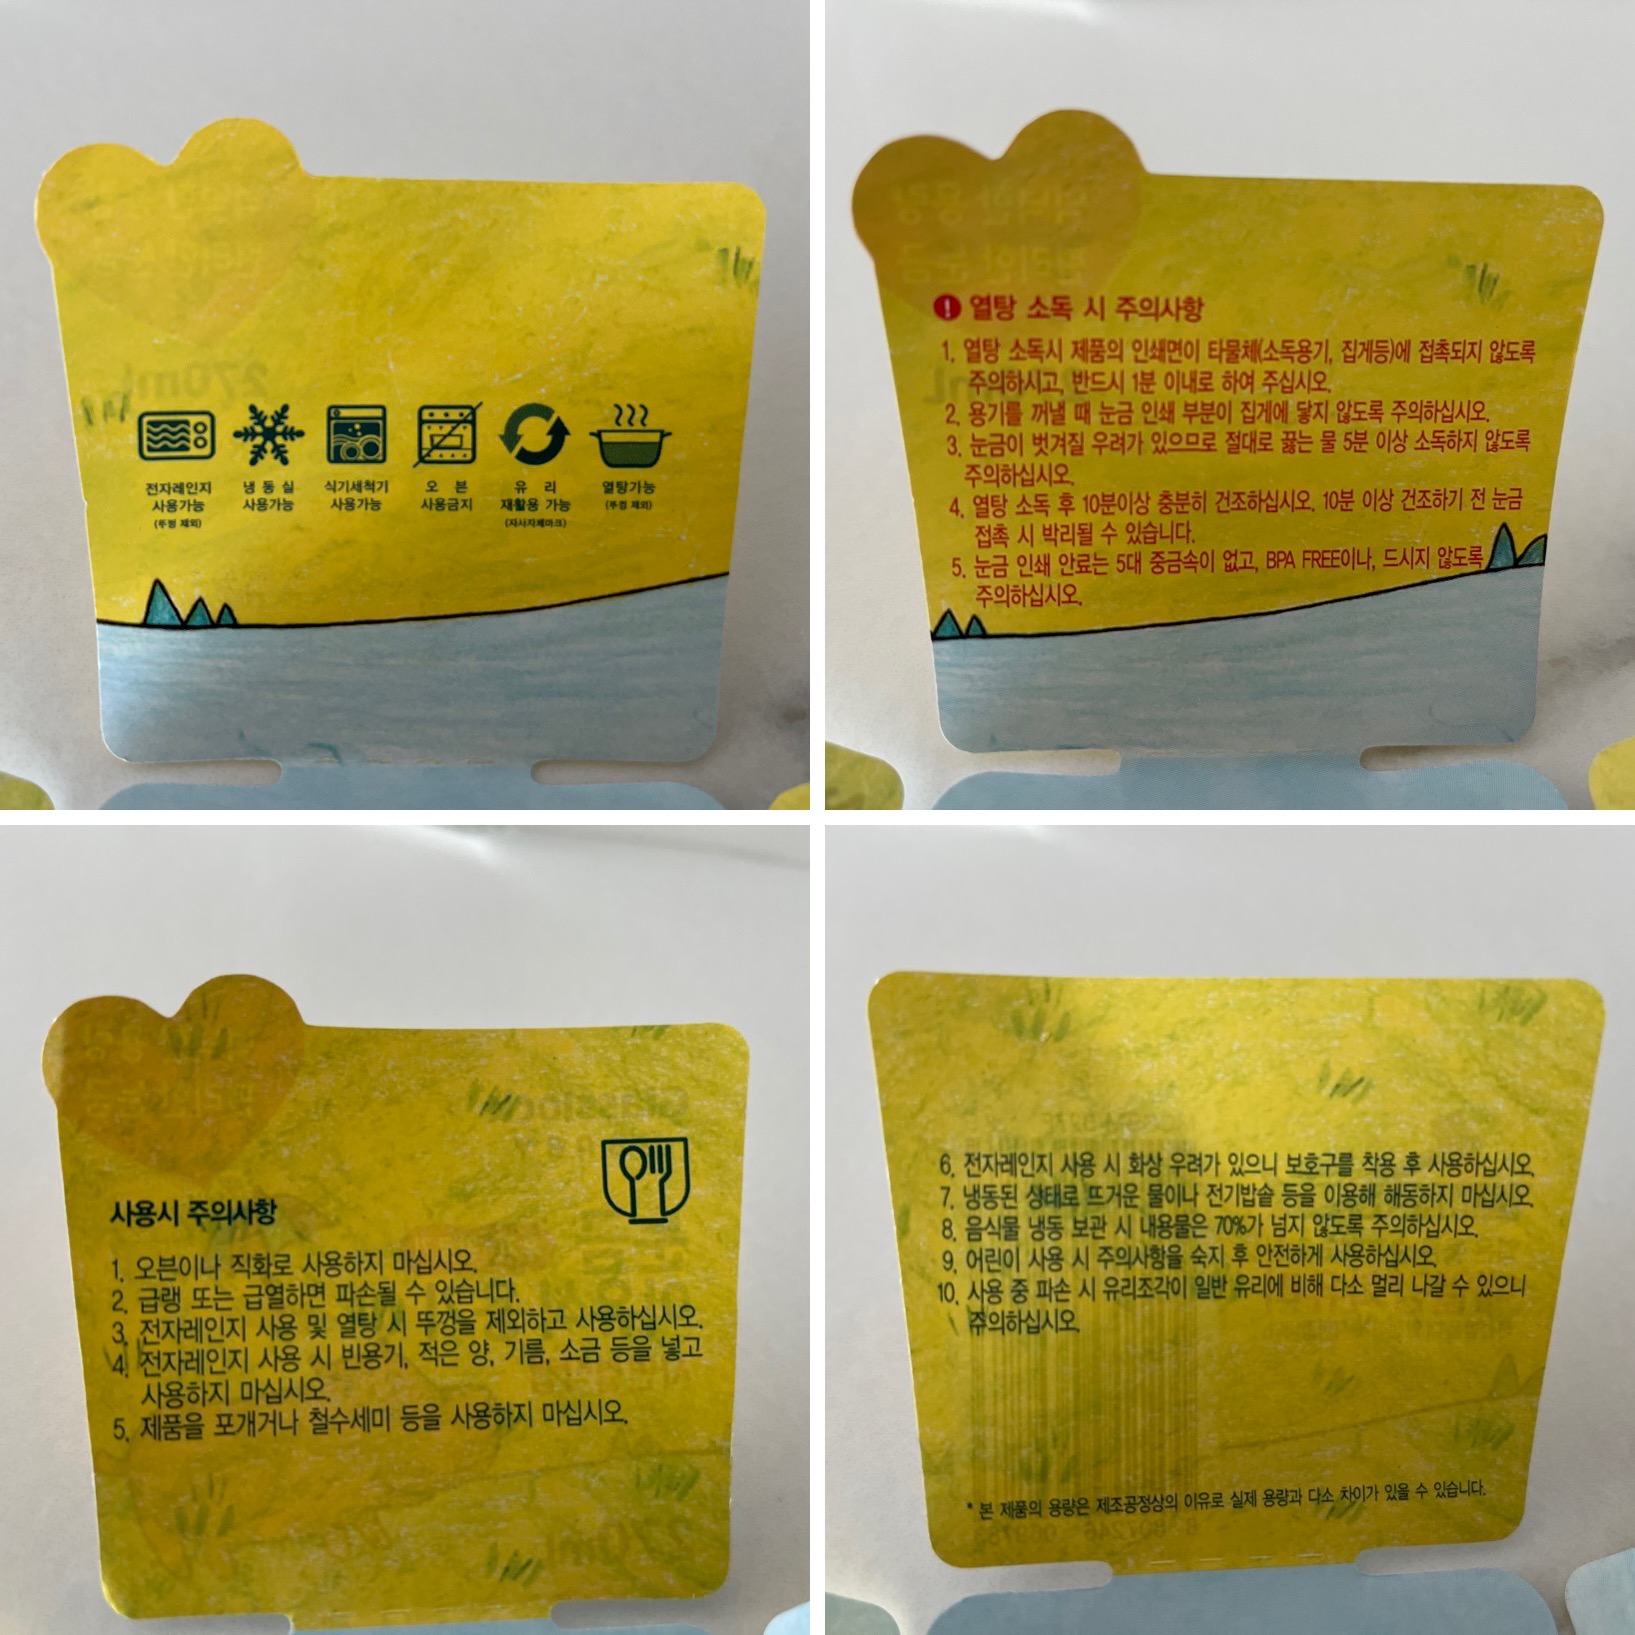 전자레인지 사용가능 (뚜껑 제외)
냉동실 사용가능
식기세척기 사용가능
오븐 사용금지
유리 재활용 가능 (자사자체마크)
열탕가능 (뚜껑 제외)
! 열탕 소독 시 주의사항
1. 열탕 소독시 제품의 인쇄면이 타물체(소독용기, 집게등)에 접촉되지 않도록
주의하시고, 반드시 1분 이내로 하여 주십시오.
2. 용기를 꺼낼 때 눈금 인쇄 부분이 집게에 닿지 않도록 주의하십시오.
3. 눈금이 벗겨질 우려가 있으므로 절대로 끓는 물 5분 이상 소독하지 않도록
주의하십시오.
4. 열탕 소독 후 10분이상 충분히 건조하십시오. 10분 이상 건조하기 전 눈금
접촉 시 박리될 수 있습니다.
5. 눈금 인쇄 안료는 5대 중금속이 없고, BPA FREE이나, 드시지 않도록
주의하십시오.
사용시 주의사항
1. 오븐이나 직화로 사용하지 마십시오.
2. 급랭 또는 급열하면 파손될 수 있습니다.
3. 전자레인지 사용 및 열탕 시 뚜껑을 제외하고 사용하십시오.
4. 전자레인지 사용 시 빈용기, 적은 양, 기름, 소금 등을 넣고
사용하지 마십시오.
5. 제품을 포개거나 철수세미 등을 사용하지 마십시오.
6. 전자레인지 사용 시 화상 우려가 있으니 보호구를 착용 후 사용하십시오.
7. 냉동된 상태로 뜨거운 물이나 전기밥솥 등을 이용해 해동하지 마십시오.
8. 음식물 냉동 보관 시 내용물은 70%가 넘지 않도록 주의하십시오.
9. 어린이 사용 시 주의사항을 숙지 후 안전하게 사용하십시오.
10. 사용 중 파손 시 유리조각이 일반 유리에 비해 다소 멀리 나갈 수 있으니
주의하십시오.
* 본 제품의 용량은 제조공정상의 이유로 실제 용량과 다소 차이가 있을 수 있습니다.